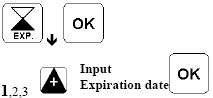 EXP.
OK
Input
Expiration date
OK
1,2,3
A